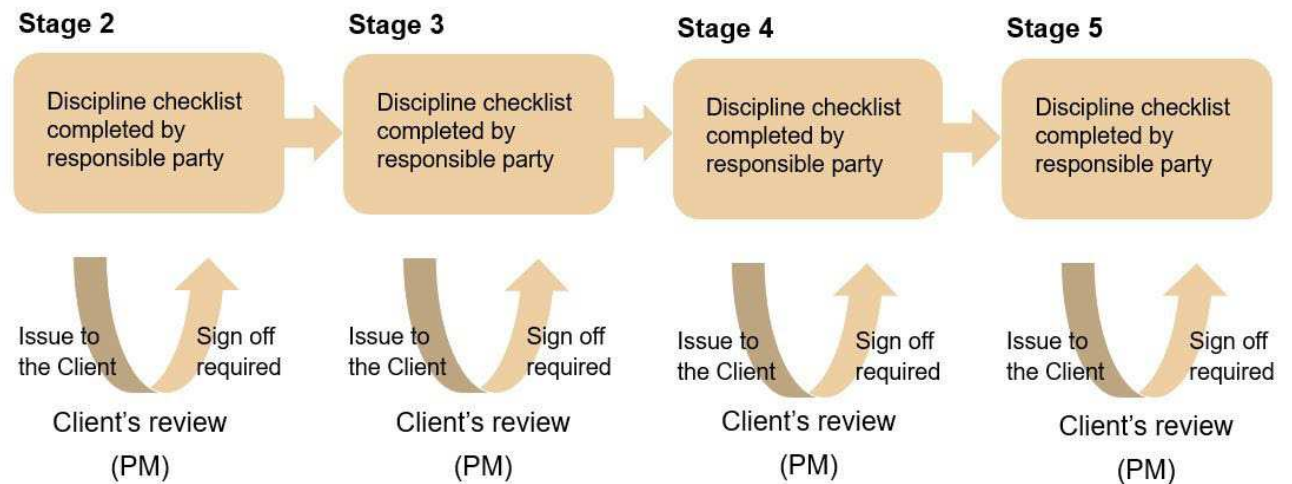 Stage 2
Discipline checklist
completed by
responsible party
Issue to
the Client
Sign off
required
Client's review
(PM)
Stage 3
Discipline checklist
completed by
responsible party
Issue to
the Client
Sign off
required
Client's review
(PM)
Stage 4
Discipline checklist
completed by
responsible party
Issue to
the Client
Sign off
required
Client's review
(PM)
Stage 5
Discipline checklist
completed by
responsible party
Issue to
the Client
Sign off
required
Client's review
(PM)